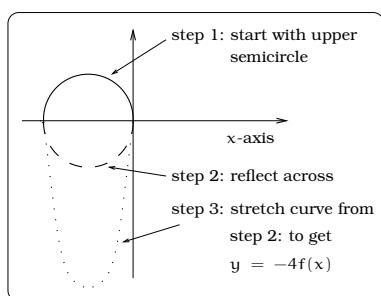 step 1: start with upper
semicircle
x-axis
step 2: reflect across
step 3: stretch curve from
step 2: to get
y = −4f(x)